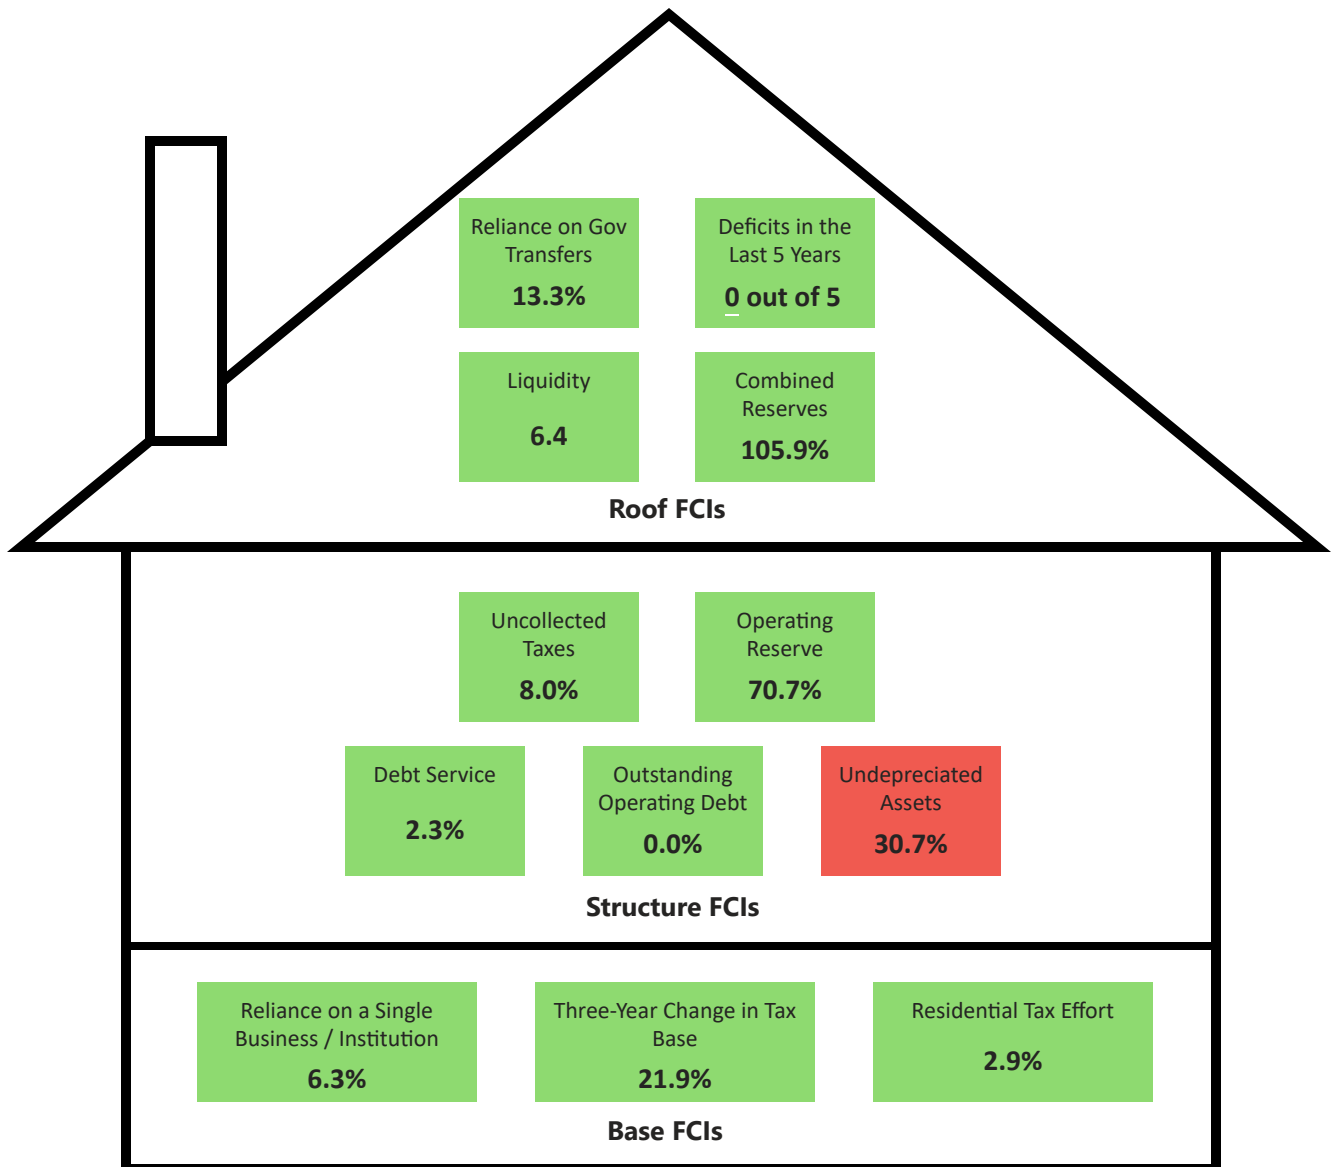 Reliance on Gov
Transfers
13.3%
Deficits in the
Last 5 Years
0 out of 5
Liquidity
6.4
Combined
Reserves
105.9%
Roof FCIs
Uncollected
Taxes
8.0%
Operating
Reserve
70.7%
Debt Service
2.3%
Outstanding
Operating Debt
0.0%
Undepreciated
Assets
30.7%
Structure FCIs
Reliance on a Single
Business / Institution
6.3%
Three-Year Change in Tax
Base
21.9%
Residential Tax Effort
2.9%
Base FCIs